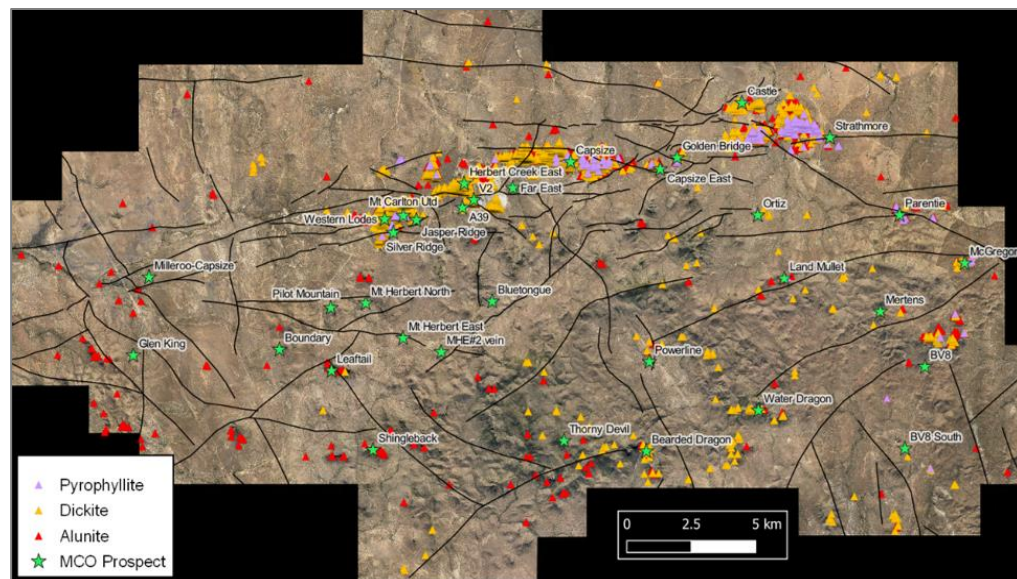 Castle
Strathmore
Golden Bridge
Capsize
Capsize East
Herbert Creek East
V2
Far East
Mt Carlton Utd
Western Lodes
A39
Jasper Ridge
Silver Ridge
Ortiz
Parentie
McGregor
Milleroo-Capsize
Land Mullet
Pilot Mountain
Mt Herbert North
Bluetongue
Mertens
Glen King
Boundary
Mt Herbert East
MHE#2 vein
Leaftail
Powerline
BV8
Water Dragon
Shingleback
Thorny Devil
Bearded Dragon
BV8 South
Pyrophyllite
Dickite
Alunite
MCO Prospect
0 2.5 5 km